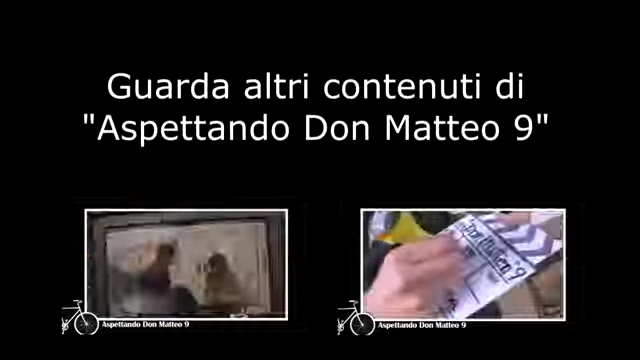 Guarda altri contenuti di
"Aspettando Don Matteo 9"
Aspettando Don Matteo 9
Aspettando Don Matteo 9